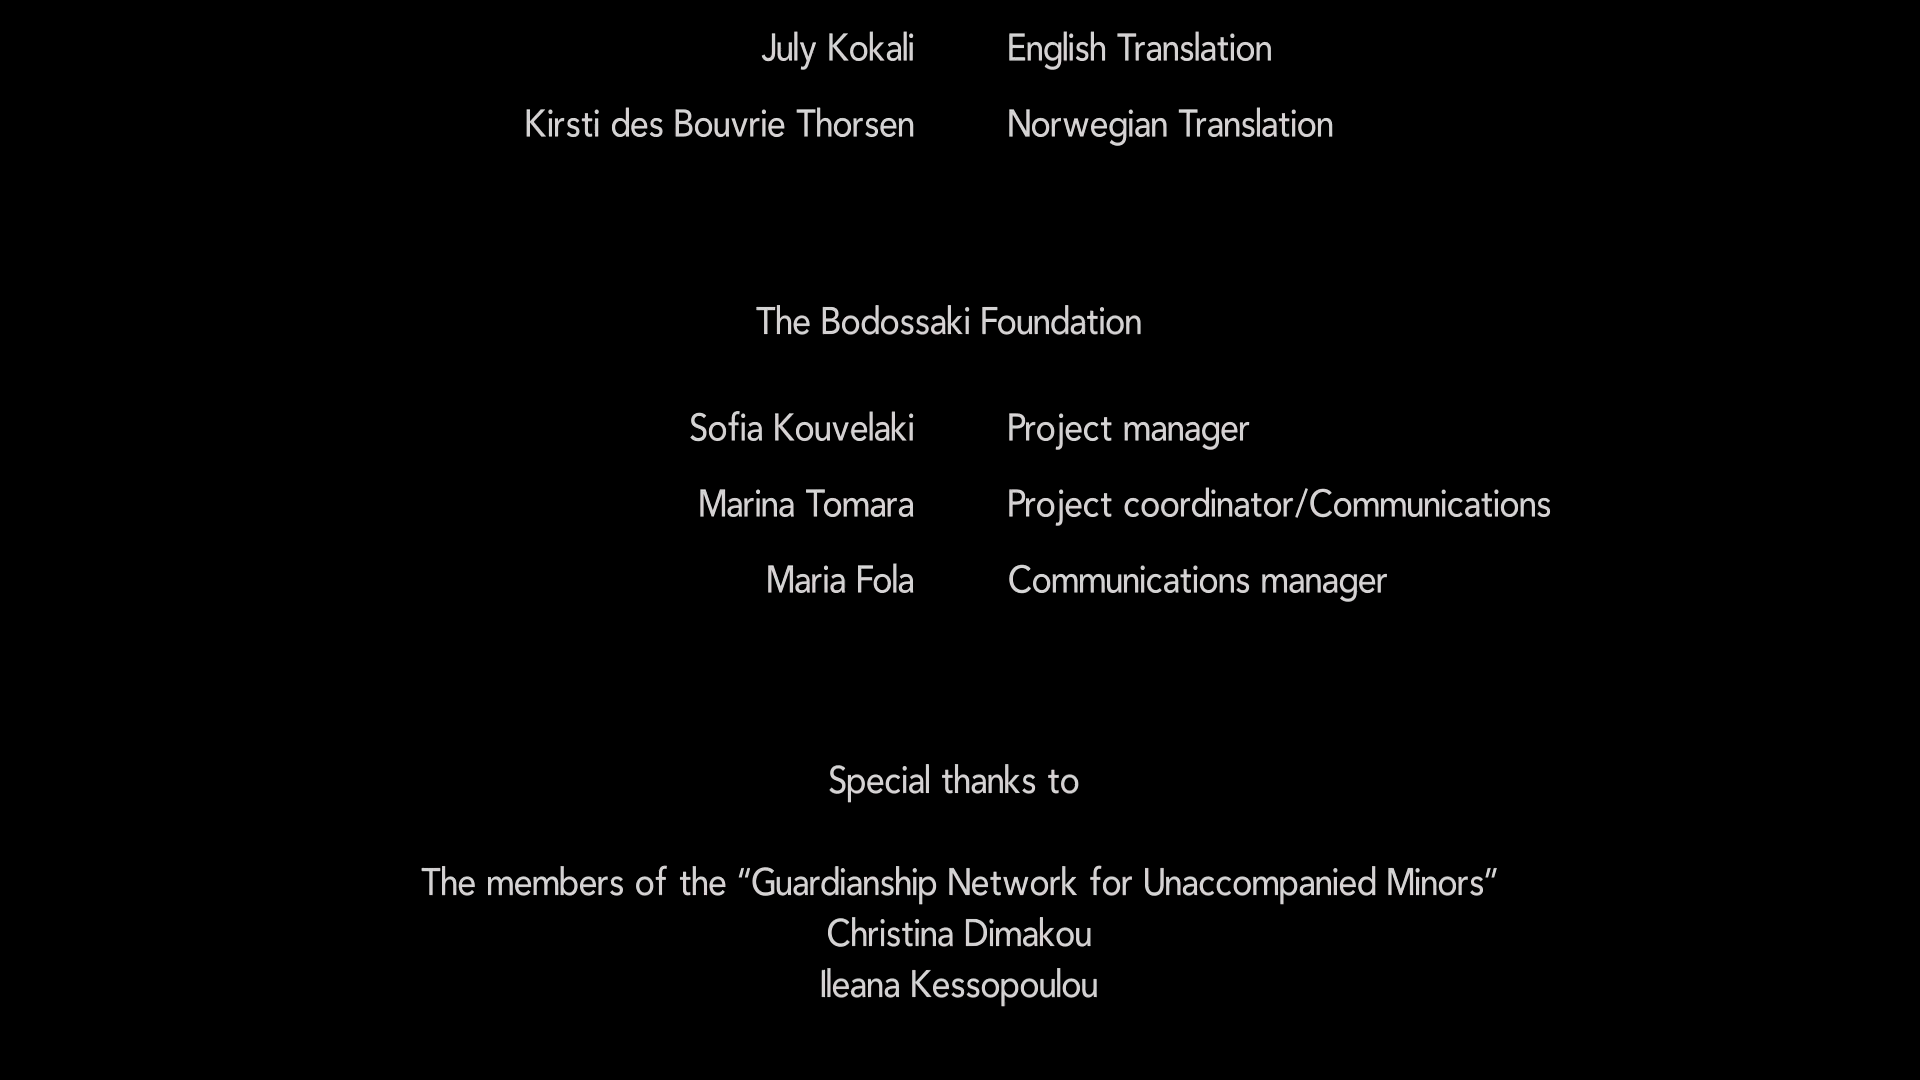 July Kokali English Translation
Kirsti des Bouvrie Thorsen Norwegian Translation
The Bodossaki Foundation
Sofia Kouvelaki Project manager
Marina Tomara Project coordinator/Communications
Maria Fola Communications manager
Special thanks to
The members of the “Guardianship Network for Unaccompanied Minors”
Christina Dimakou
Ileana Kessopoulou